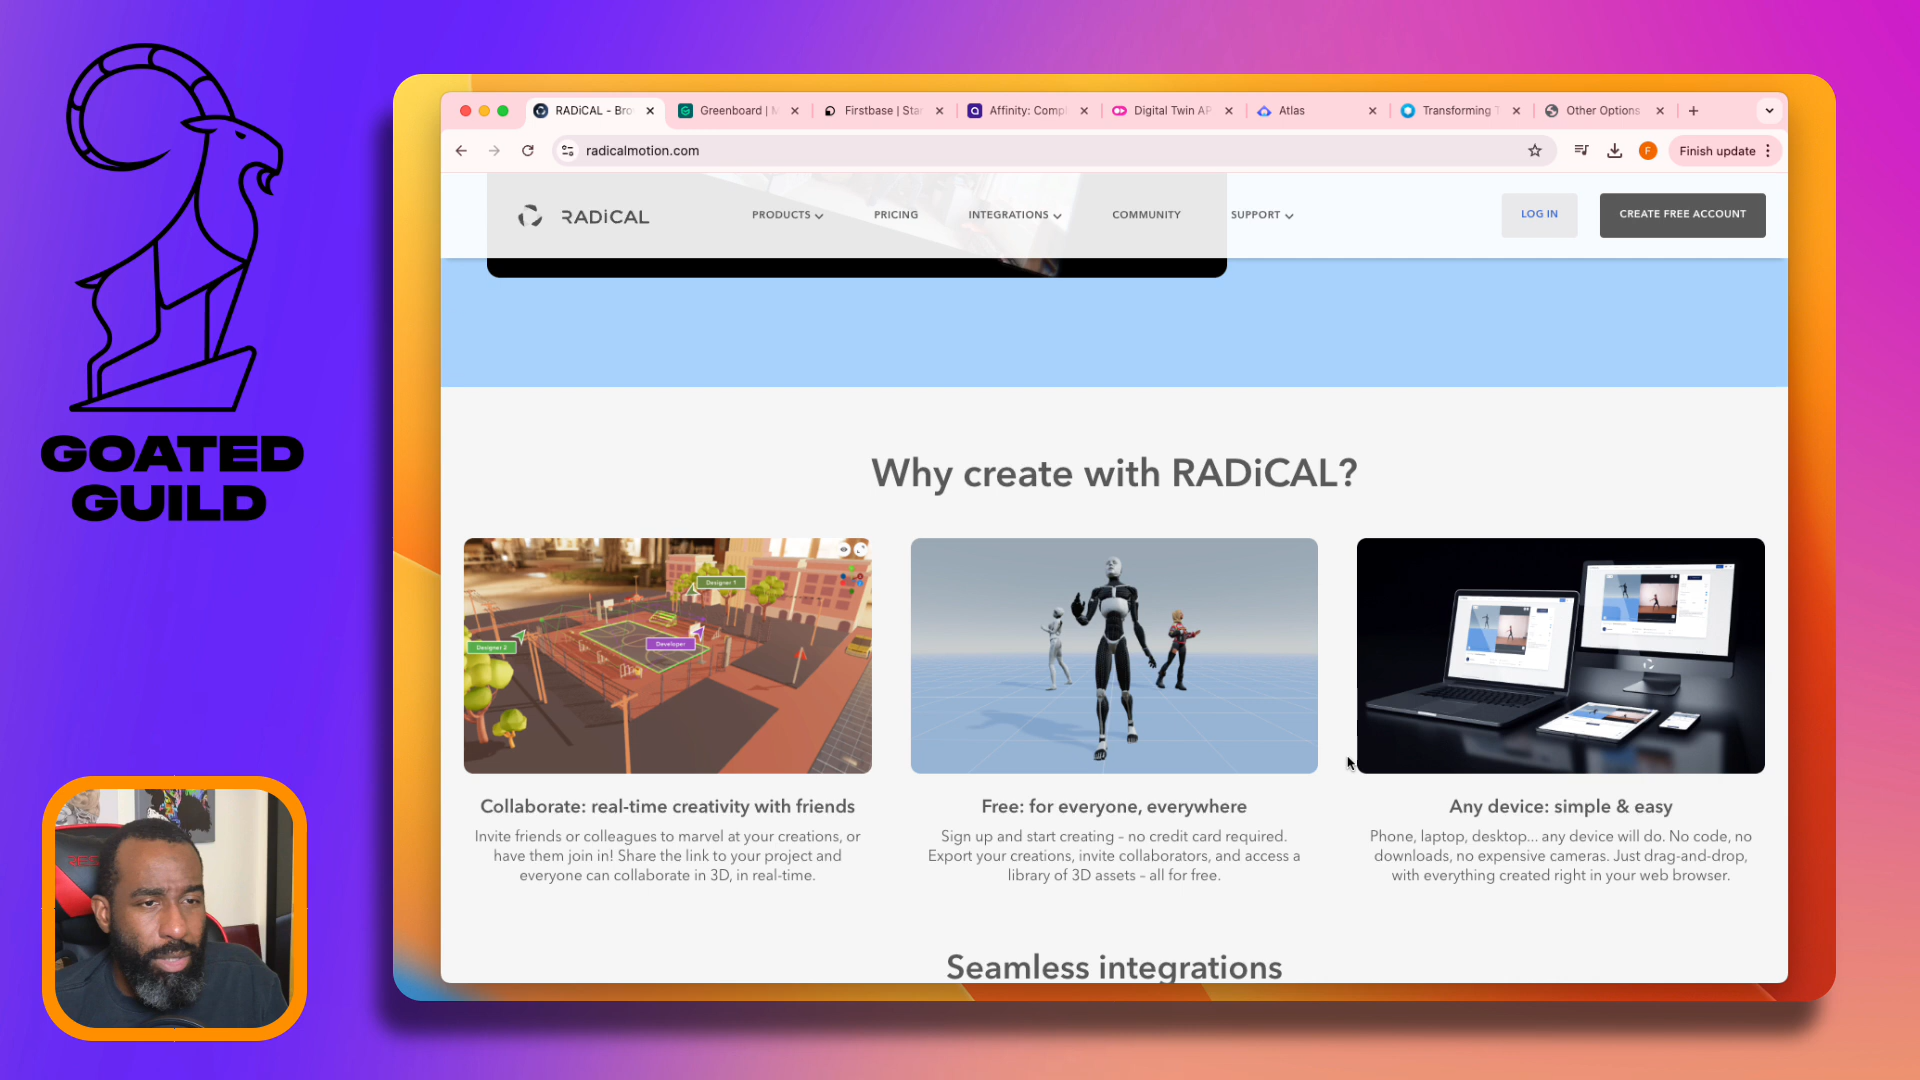 GOATED
GUILD
RADiCAL - Bro
Greenboard | M
Firstbase | Star
Affinity: Compl
Digital Twin AP
Atlas
Transforming T
Other Options
radicalmotion.com
F
Finish update
RADiCAL
PRODUCTS
PRICING
INTEGRATIONS
COMMUNITY
SUPPORT
LOG IN
CREATE FREE ACCOUNT
Why create with RADiCAL?
Designer 1
Developer
Designer 2
Collaborate: real-time creativity with friends
Invite friends or colleagues to marvel at your creations, or
have them join in! Share the link to your project and
everyone can collaborate in 3D, in real-time.
Free: for everyone, everywhere
Sign up and start creating – no credit card required.
Export your creations, invite collaborators, and access a
library of 3D assets – all for free.
Any device: simple & easy
Phone, laptop, desktop... any device will do. No code, no
downloads, no expensive cameras. Just drag-and-drop,
with everything created right in your web browser.
Seamless integrations